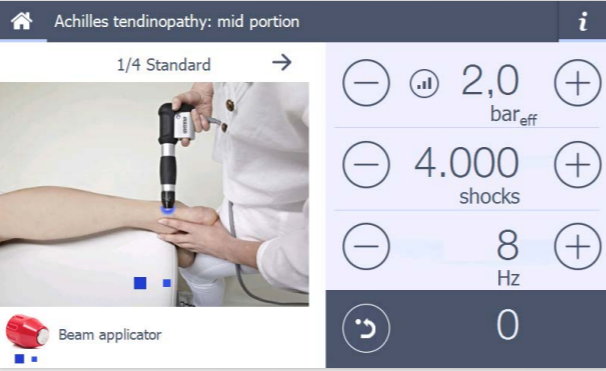 Achilles tendinopathy: mid portion
i
1/4 Standard
2,0
bar eff
4.000
shocks
8
Hz
Beam applicator
0